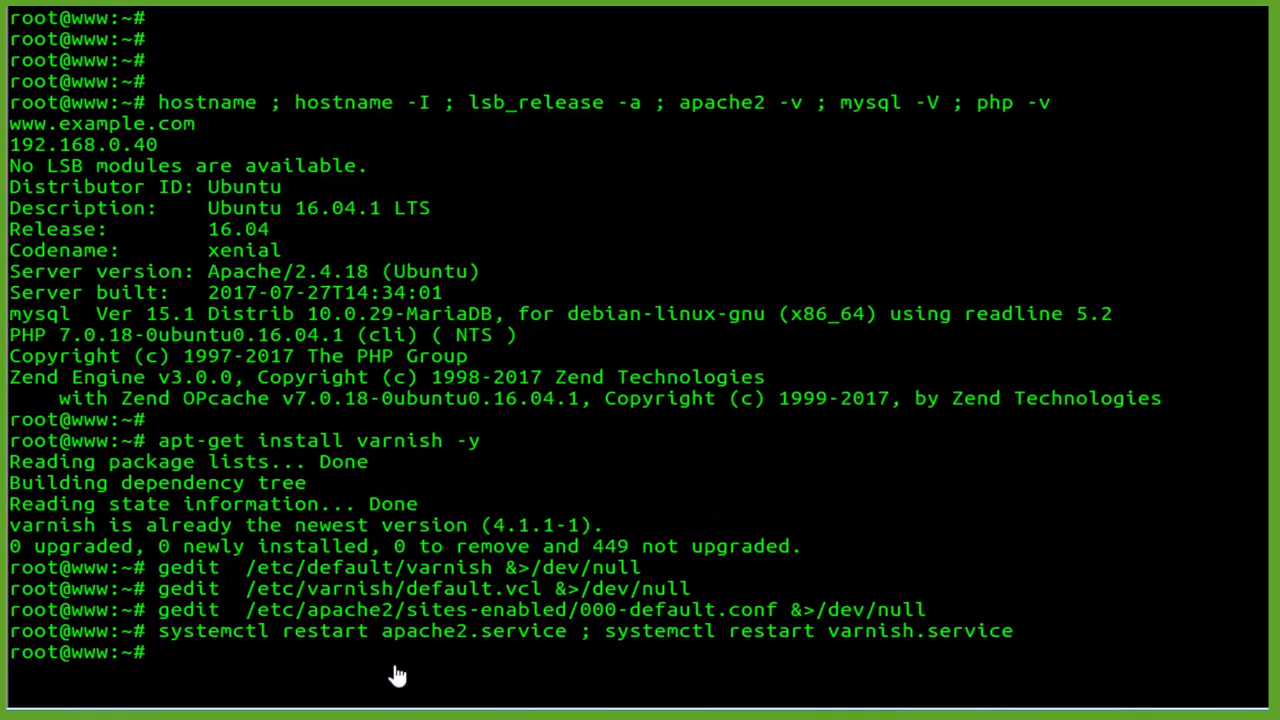 root@www:~#
root@www:~#
root@www:~#
root@www:~#
root@www:~# hostname ; hostname -I ; lsb_release -a ; apache2 -v ; mysql -V ; php -v
www.example.com
192.168.0.40
No LSB modules are available.
Distributor ID: Ubuntu
Description:    Ubuntu 16.04.1 LTS
Release:        16.04
Codename:       xenial
Server version: Apache/2.4.18 (Ubuntu)
Server built:   2017-07-27T14:34:01
mysql  Ver 15.1 Distrib 10.0.29-MariaDB, for debian-linux-gnu (x86_64) using readline 5.2
PHP 7.0.18-0ubuntu0.16.04.1 (cli) ( NTS )
Copyright (c) 1997-2017 The PHP Group
Zend Engine v3.0.0, Copyright (c) 1998-2017 Zend Technologies
    with Zend OPcache v7.0.18-0ubuntu0.16.04.1, Copyright (c) 1999-2017, by Zend Technologies
root@www:~#
root@www:~# apt-get install varnish -y
Reading package lists... Done
Building dependency tree
Reading state information... Done
varnish is already the newest version (4.1.1-1).
0 upgraded, 0 newly installed, 0 to remove and 449 not upgraded.
root@www:~# gedit  /etc/default/varnish &>/dev/null
root@www:~# gedit  /etc/varnish/default.vcl &>/dev/null
root@www:~# gedit  /etc/apache2/sites-enabled/000-default.conf &>/dev/null
root@www:~# systemctl restart apache2.service ; systemctl restart varnish.service
root@www:~#